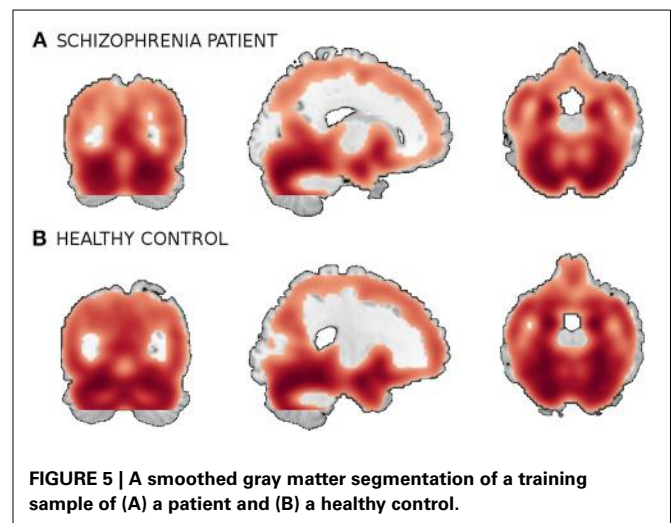 A SCHIZOPHRENIA PATIENT
B HEALTHY CONTROL
FIGURE 5 | A smoothed gray matter segmentation of a training
sample of (A) a patient and (B) a healthy control.